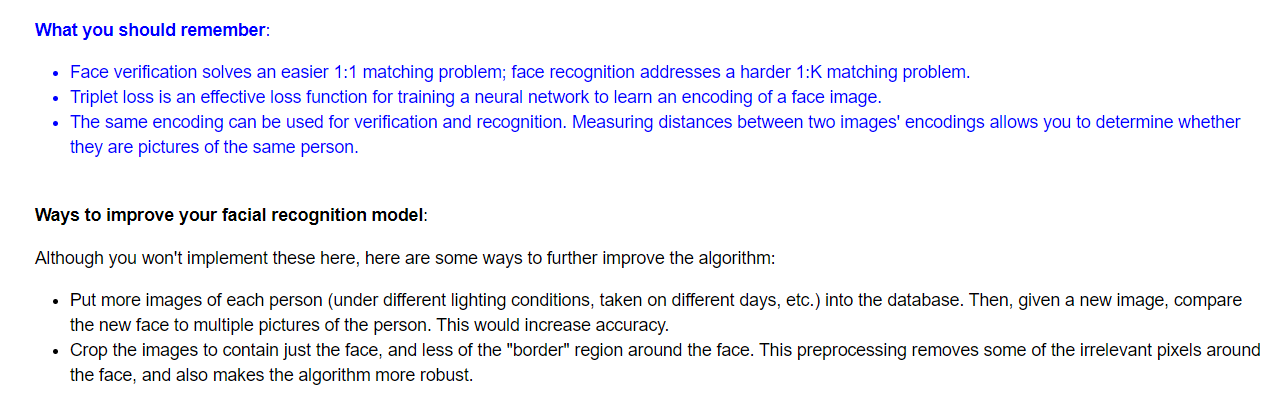 What you should remember:
• Face verification solves an easier 1:1 matching problem; face recognition addresses a harder 1:K matching problem.
• Triplet loss is an effective loss function for training a neural network to learn an encoding of a face image.
• The same encoding can be used for verification and recognition. Measuring distances between two images' encodings allows you to determine whether
they are pictures of the same person.
Ways to improve your facial recognition model:
Although you won't implement these here, here are some ways to further improve the algorithm:
• Put more images of each person (under different lighting conditions, taken on different days, etc.) into the database. Then, given a new image, compare
the new face to multiple pictures of the person. This would increase accuracy.
• Crop the images to contain just the face, and less of the "border" region around the face. This preprocessing removes some of the irrelevant pixels around
the face, and also makes the algorithm more robust.